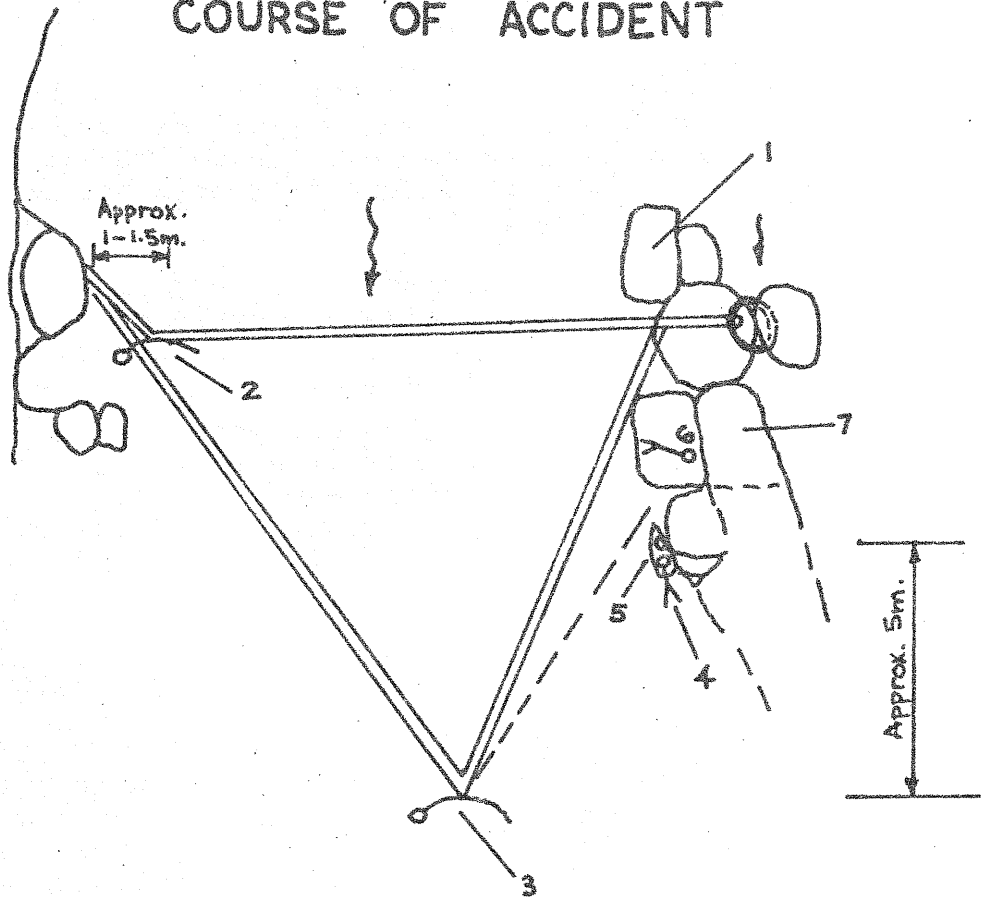 COURSE OF ACCIDENT
1
Approx.
1-1.5m.
2
7
6
5
4
Approx. 5m.
3